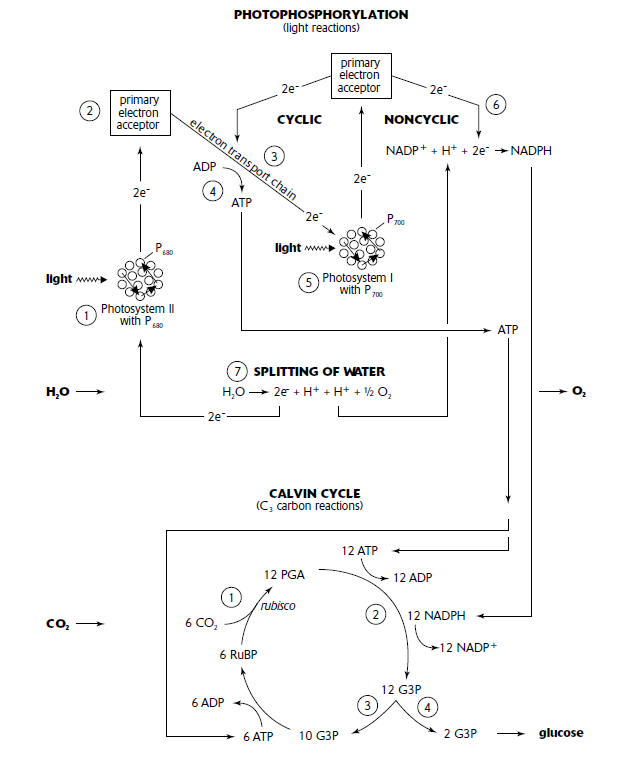 PHOTOPHOSPHORYLATION
(light reactions)
primary
electron
acceptor
2e⁻
2e⁻
CYCLIC
NONCYCLIC
6
2
primary
electron
acceptor
electron transport chain
3
NADP⁺ + H⁺ + 2e⁻ → NADPH
ADP
4
ATP
2e⁻
2e⁻
2e⁻
P₇₀₀
light
5 Photosystem I
with P₇₀₀
P₆₈₀
light
1 Photosystem II
with P₆₈₀
ATP
7 SPLITTING OF WATER
H₂O → 2e⁻ + H⁺ + H⁺ + ½ O₂
H₂O
O₂
2e⁻
CALVIN CYCLE
(C₃ carbon reactions)
12 ATP
12 PGA
12 ADP
1
rubisco
2
12 NADPH
CO₂
6 CO₂
12 NADP⁺
6 RuBP
12 G3P
6 ADP
3
4
6 ATP
10 G3P
2 G3P
glucose